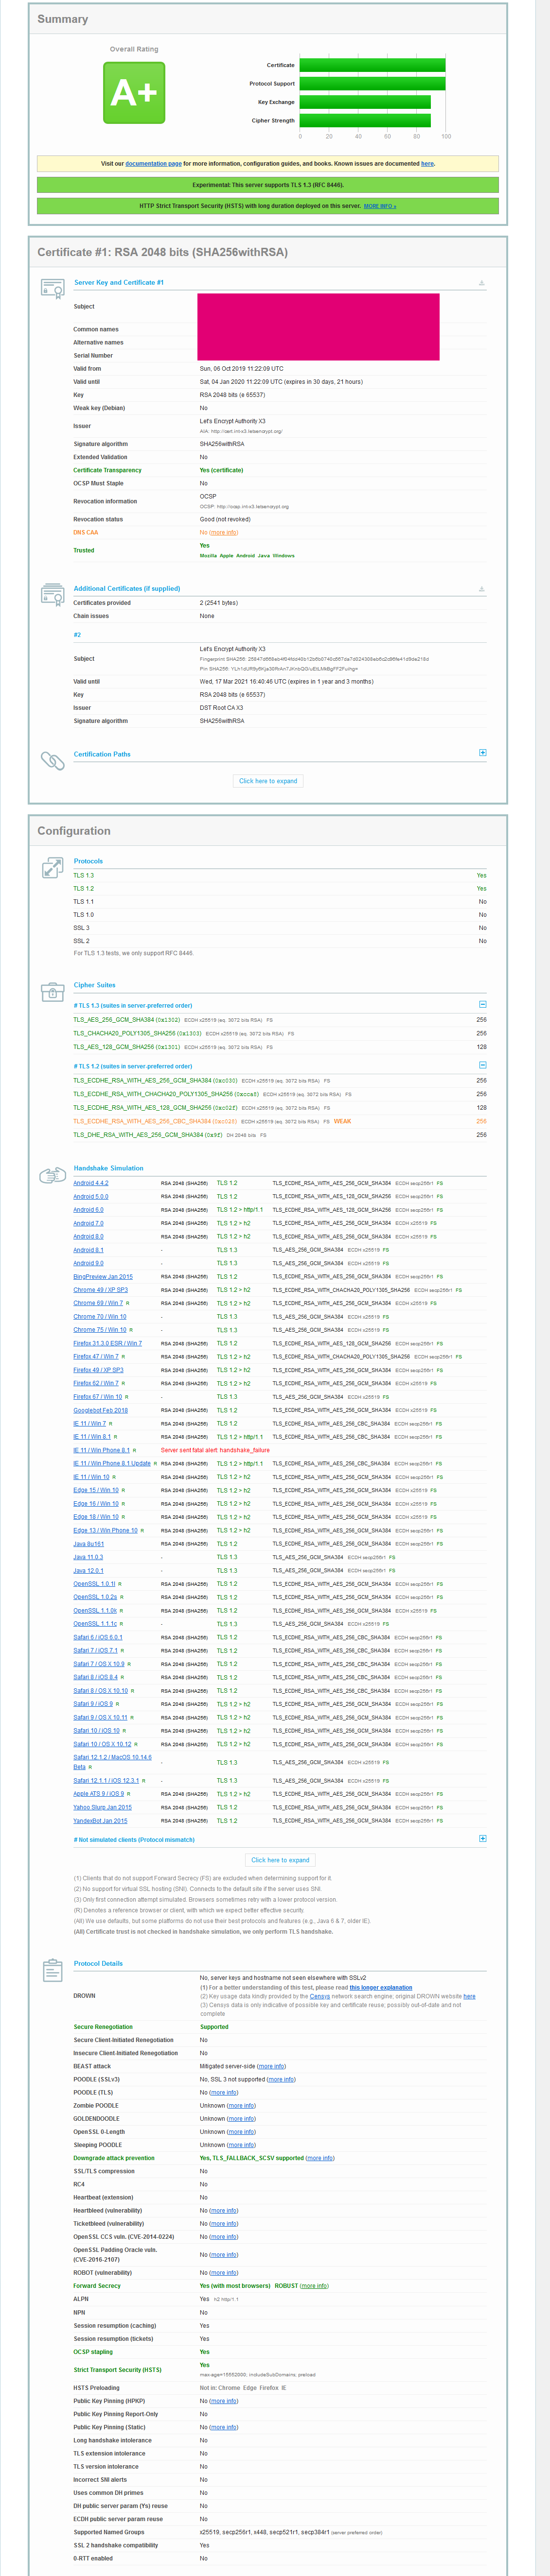 Summary
Overall Rating
A+
Certificate
Protocol Support
Key Exchange
Cipher Strength
0 20 40 60 80 100
Visit our documentation page for more information, configuration guides, and books. Known issues are documented here.
Experimental: This server supports TLS 1.3 (RFC 8446).
HTTP Strict Transport Security (HSTS) with long duration deployed on this server. MORE INFO »
Certificate #1: RSA 2048 bits (SHA256withRSA)
Server Key and Certificate #1
Subject
Common names
Alternative names
Serial Number
Valid from Sun, 06 Oct 2019 11:22:09 UTC
Valid until Sat, 04 Jan 2020 11:22:09 UTC (expires in 30 days, 21 hours)
Key RSA 2048 bits (e 65537)
Weak key (Debian) No
Issuer Let's Encrypt Authority X3
AIA: http://cert.int-x3.letsencrypt.org/
Signature algorithm SHA256withRSA
Extended Validation No
Certificate Transparency Yes (certificate)
OCSP Must Staple No
Revocation information OCSP
OCSP: http://ocsp.int-x3.letsencrypt.org
Revocation status Good (not revoked)
DNS CAA No (more info)
Trusted Yes
Mozilla Apple Android Java Windows
Additional Certificates (if supplied)
Certificates provided 2 (2541 bytes)
Chain issues None
#2
Subject Let's Encrypt Authority X3
Valid until Wed, 17 Mar 2021 16:40:46 UTC (expires in 1 year and 3 months)
Key RSA 2048 bits (e 65537)
Issuer DST Root CA X3
Signature algorithm SHA256withRSA
Certification Paths
Click here to expand
Configuration
Protocols
TLS 1.3 Yes
TLS 1.2 Yes
TLS 1.1 No
TLS 1.0 No
SSL 3 No
SSL 2 No
For TLS 1.3 tests, we only support RFC 8446.
Cipher Suites
# TLS 1.3 (suites in server-preferred order)
TLS_AES_256_GCM_SHA384 (0x1302) ECDH x25519 (eq. 3072 bits RSA) FS 256
TLS_CHACHA20_POLY1305_SHA256 (0x1303) ECDH x25519 (eq. 3072 bits RSA) FS 256
TLS_AES_128_GCM_SHA256 (0x1301) ECDH x25519 (eq. 3072 bits RSA) FS 128
# TLS 1.2 (suites in server-preferred order)
TLS_ECDHE_RSA_WITH_AES_256_GCM_SHA384 (0xc030) ECDH x25519 (eq. 3072 bits RSA) FS 256
TLS_ECDHE_RSA_WITH_CHACHA20_POLY1305_SHA256 (0xcca8) ECDH x25519 (eq. 3072 bits RSA) FS 256
TLS_ECDHE_RSA_WITH_AES_128_GCM_SHA256 (0xc02f) ECDH x25519 (eq. 3072 bits RSA) FS 128
TLS_ECDHE_RSA_WITH_AES_256_CBC_SHA384 (0xc028) ECDH x25519 (eq. 3072 bits RSA) FS WEAK 256
TLS_DHE_RSA_WITH_AES_256_GCM_SHA384 (0x9f) DH 2048 bits FS 256
Handshake Simulation
Android 4.4.2 RSA 2048 (SHA256) TLS 1.2 TLS_ECDHE_RSA_WITH_AES_256_GCM_SHA384 ECDH secp256r1 FS
Android 5.0.0 RSA 2048 (SHA256) TLS 1.2 TLS_ECDHE_RSA_WITH_AES_128_GCM_SHA256 ECDH secp256r1 FS
Android 6.0 RSA 2048 (SHA256) TLS 1.2 > http/1.1 TLS_ECDHE_RSA_WITH_AES_128_GCM_SHA256 ECDH secp256r1 FS
Android 7.0 RSA 2048 (SHA256) TLS 1.2 > h2 TLS_ECDHE_RSA_WITH_AES_256_GCM_SHA384 ECDH x25519 FS
Android 8.0 RSA 2048 (SHA256) TLS 1.2 > h2 TLS_ECDHE_RSA_WITH_AES_256_GCM_SHA384 ECDH x25519 FS
Android 8.1 - TLS 1.3 TLS_AES_256_GCM_SHA384 ECDH x25519 FS
Android 9.0 - TLS 1.3 TLS_AES_256_GCM_SHA384 ECDH x25519 FS
BingPreview Jan 2015 RSA 2048 (SHA256) TLS 1.2 TLS_ECDHE_RSA_WITH_AES_256_GCM_SHA384 ECDH secp256r1 FS
Chrome 49 / XP SP3 RSA 2048 (SHA256) TLS 1.2 > h2 TLS_ECDHE_RSA_WITH_CHACHA20_POLY1305_SHA256 ECDH secp256r1 FS
Chrome 69 / Win 7 R RSA 2048 (SHA256) TLS 1.2 > h2 TLS_ECDHE_RSA_WITH_AES_256_GCM_SHA384 ECDH x25519 FS
Chrome 70 / Win 10 - TLS 1.3 TLS_AES_256_GCM_SHA384 ECDH x25519 FS
Chrome 75 / Win 10 R - TLS 1.3 TLS_AES_256_GCM_SHA384 ECDH x25519 FS
Firefox 31.3.0 ESR / Win 7 RSA 2048 (SHA256) TLS 1.2 TLS_ECDHE_RSA_WITH_AES_128_GCM_SHA256 ECDH secp256r1 FS
Firefox 47 / Win 7 R RSA 2048 (SHA256) TLS 1.2 > h2 TLS_ECDHE_RSA_WITH_CHACHA20_POLY1305_SHA256 ECDH secp256r1 FS
Firefox 49 / XP SP3 RSA 2048 (SHA256) TLS 1.2 > h2 TLS_ECDHE_RSA_WITH_AES_256_GCM_SHA384 ECDH secp256r1 FS
Firefox 62 / Win 7 R RSA 2048 (SHA256) TLS 1.2 > h2 TLS_ECDHE_RSA_WITH_AES_256_GCM_SHA384 ECDH x25519 FS
Firefox 67 / Win 10 R - TLS 1.3 TLS_AES_256_GCM_SHA384 ECDH x25519 FS
Googlebot Feb 2018 RSA 2048 (SHA256) TLS 1.2 TLS_ECDHE_RSA_WITH_AES_256_GCM_SHA384 ECDH x25519 FS
IE 11 / Win 7 R RSA 2048 (SHA256) TLS 1.2 TLS_ECDHE_RSA_WITH_AES_256_CBC_SHA384 ECDH secp256r1 FS
IE 11 / Win 8.1 R RSA 2048 (SHA256) TLS 1.2 > http/1.1 TLS_ECDHE_RSA_WITH_AES_256_CBC_SHA384 ECDH secp256r1 FS
IE 11 / Win Phone 8.1 R Server sent fatal alert: handshake_failure
IE 11 / Win Phone 8.1 Update R RSA 2048 (SHA256) TLS 1.2 > http/1.1 TLS_ECDHE_RSA_WITH_AES_256_CBC_SHA384 ECDH secp256r1 FS
IE 11 / Win 10 R RSA 2048 (SHA256) TLS 1.2 > h2 TLS_ECDHE_RSA_WITH_AES_256_GCM_SHA384 ECDH secp256r1 FS
Edge 15 / Win 10 R RSA 2048 (SHA256) TLS 1.2 > h2 TLS_ECDHE_RSA_WITH_AES_256_GCM_SHA384 ECDH x25519 FS
Edge 16 / Win 10 R RSA 2048 (SHA256) TLS 1.2 > h2 TLS_ECDHE_RSA_WITH_AES_256_GCM_SHA384 ECDH x25519 FS
Edge 18 / Win 10 R RSA 2048 (SHA256) TLS 1.2 > h2 TLS_ECDHE_RSA_WITH_AES_256_GCM_SHA384 ECDH x25519 FS
Edge 13 / Win Phone 10 R RSA 2048 (SHA256) TLS 1.2 > h2 TLS_ECDHE_RSA_WITH_AES_256_GCM_SHA384 ECDH secp256r1 FS
Java 8u161 RSA 2048 (SHA256) TLS 1.2 TLS_ECDHE_RSA_WITH_AES_256_GCM_SHA384 ECDH secp256r1 FS
Java 11.0.3 - TLS 1.3 TLS_AES_256_GCM_SHA384 ECDH secp256r1 FS
Java 12.0.1 - TLS 1.3 TLS_AES_256_GCM_SHA384 ECDH secp256r1 FS
OpenSSL 1.0.1l R RSA 2048 (SHA256) TLS 1.2 TLS_ECDHE_RSA_WITH_AES_256_GCM_SHA384 ECDH secp256r1 FS
OpenSSL 1.0.2s R RSA 2048 (SHA256) TLS 1.2 TLS_ECDHE_RSA_WITH_AES_256_GCM_SHA384 ECDH secp256r1 FS
OpenSSL 1.1.0k R RSA 2048 (SHA256) TLS 1.2 TLS_ECDHE_RSA_WITH_AES_256_GCM_SHA384 ECDH x25519 FS
OpenSSL 1.1.1c R - TLS 1.3 TLS_AES_256_GCM_SHA384 ECDH x25519 FS
Safari 6 / iOS 6.0.1 RSA 2048 (SHA256) TLS 1.2 TLS_ECDHE_RSA_WITH_AES_256_CBC_SHA384 ECDH secp256r1 FS
Safari 7 / iOS 7.1 R RSA 2048 (SHA256) TLS 1.2 TLS_ECDHE_RSA_WITH_AES_256_CBC_SHA384 ECDH secp256r1 FS
Safari 7 / OS X 10.9 R RSA 2048 (SHA256) TLS 1.2 TLS_ECDHE_RSA_WITH_AES_256_CBC_SHA384 ECDH secp256r1 FS
Safari 8 / iOS 8.4 R RSA 2048 (SHA256) TLS 1.2 TLS_ECDHE_RSA_WITH_AES_256_CBC_SHA384 ECDH secp256r1 FS
Safari 8 / OS X 10.10 R RSA 2048 (SHA256) TLS 1.2 TLS_ECDHE_RSA_WITH_AES_256_CBC_SHA384 ECDH secp256r1 FS
Safari 9 / iOS 9 R RSA 2048 (SHA256) TLS 1.2 > h2 TLS_ECDHE_RSA_WITH_AES_256_GCM_SHA384 ECDH secp256r1 FS
Safari 9 / OS X 10.11 R RSA 2048 (SHA256) TLS 1.2 > h2 TLS_ECDHE_RSA_WITH_AES_256_GCM_SHA384 ECDH secp256r1 FS
Safari 10 / iOS 10 R RSA 2048 (SHA256) TLS 1.2 > h2 TLS_ECDHE_RSA_WITH_AES_256_GCM_SHA384 ECDH secp256r1 FS
Safari 10 / OS X 10.12 R RSA 2048 (SHA256) TLS 1.2 > h2 TLS_ECDHE_RSA_WITH_AES_256_GCM_SHA384 ECDH secp256r1 FS
Safari 12.1.2 / MacOS 10.14.6
Beta R - TLS 1.3 TLS_AES_256_GCM_SHA384 ECDH x25519 FS
Safari 12.1.1 / iOS 12.3.1 R - TLS 1.3 TLS_AES_256_GCM_SHA384 ECDH x25519 FS
Apple ATS 9 / iOS 9 R RSA 2048 (SHA256) TLS 1.2 > h2 TLS_ECDHE_RSA_WITH_AES_256_GCM_SHA384 ECDH secp256r1 FS
Yahoo Slurp Jan 2015 RSA 2048 (SHA256) TLS 1.2 TLS_ECDHE_RSA_WITH_AES_256_GCM_SHA384 ECDH secp256r1 FS
YandexBot Jan 2015 RSA 2048 (SHA256) TLS 1.2 TLS_ECDHE_RSA_WITH_AES_256_GCM_SHA384 ECDH secp256r1 FS
# Not simulated clients (Protocol mismatch)
Click here to expand
(1) Clients that do not support Forward Secrecy (FS) are excluded when determining support for it.
(2) No support for virtual SSL hosting (SNI). Connects to the default site if the server uses SNI.
(3) Only first connection attempt simulated. Browsers sometimes retry with a lower protocol version.
(R) Denotes a reference browser or client, with which we expect better effective security.
(All) We use defaults, but some platforms do not use their best protocols and features (e.g., Java 6 & 7, older IE).
(All) Certificate trust is not checked in handshake simulation, we only perform TLS handshake.
Protocol Details
DROWN No, server keys and hostname not seen elsewhere with SSLv2
(1) For a better understanding of this test, please read this longer explanation
(2) Key usage data kindly provided by the Censys network search engine; original DROWN website here
(3) Censys data is only indicative of possible key and certificate reuse; possibly out-of-date and not
complete
Secure Renegotiation Supported
Secure Client-Initiated Renegotiation No
Insecure Client-Initiated Renegotiation No
BEAST attack Mitigated server-side (more info)
POODLE (SSLv3) No, SSL 3 not supported (more info)
POODLE (TLS) No (more info)
Zombie POODLE Unknown (more info)
GOLDENDOODLE Unknown (more info)
OpenSSL 0-Length Unknown (more info)
Sleeping POODLE Unknown (more info)
Downgrade attack prevention Yes, TLS_FALLBACK_SCSV supported (more info)
SSL/TLS compression No
RC4 No
Heartbeat (extension) No
Heartbleed (vulnerability) No (more info)
Ticketbleed (vulnerability) No (more info)
OpenSSL CCS vuln. (CVE-2014-0224) No (more info)
OpenSSL Padding Oracle vuln.
(CVE-2016-2107) No (more info)
ROBOT (vulnerability) No (more info)
Forward Secrecy Yes (with most browsers) ROBUST (more info)
ALPN Yes h2 http/1.1
NPN No
Session resumption (caching) Yes
Session resumption (tickets) Yes
OCSP stapling Yes
Strict Transport Security (HSTS) Yes
max-age=15552000; includeSubDomains; preload
HSTS Preloading Not in: Chrome Edge Firefox IE
Public Key Pinning (HPKP) No (more info)
Public Key Pinning Report-Only No
Public Key Pinning (Static) No (more info)
Long handshake intolerance No
TLS extension intolerance No
TLS version intolerance No
Incorrect SNI alerts No
Uses common DH primes No
DH public server param (Ys) reuse No
ECDH public server param reuse No
Supported Named Groups x25519, secp256r1, x448, secp521r1, secp384r1 (server preferred order)
SSL 2 handshake compatibility Yes
0-RTT enabled No